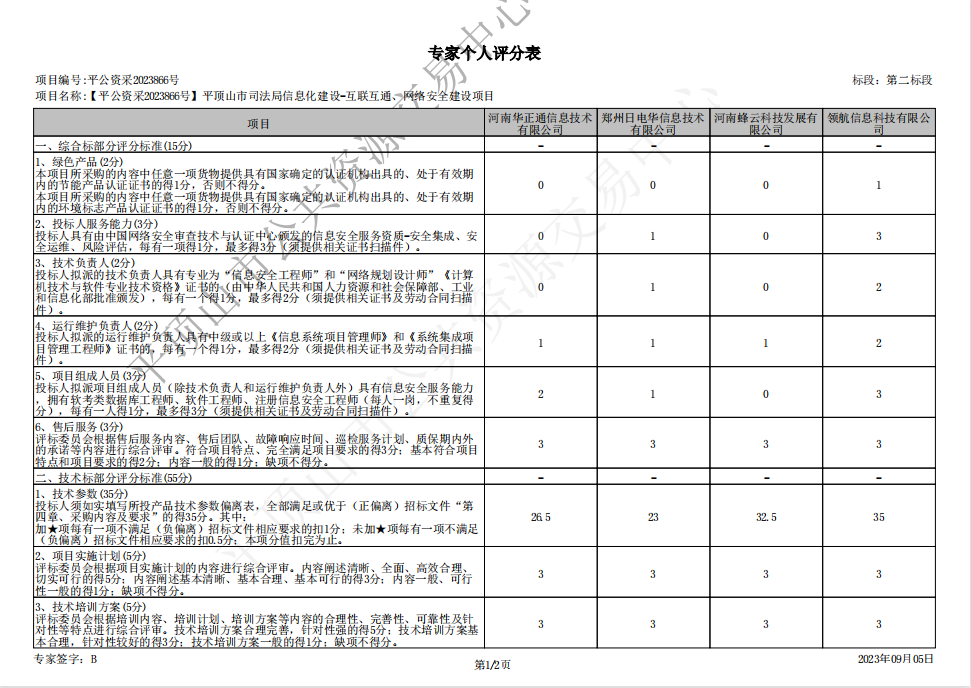 专家个人评分表
项目编号:平公资采2023866号
标段：第二标段
项目名称:【平公资采2023866号】平顶山市司法局信息化建设-互联互通、网络安全建设项目
项目 河南华正通信息技术有限公司 郑州日电华信息技术有限公司 河南蜂云科技发展有限公司 领航信息科技有限公司
一、综合标部分评分标准(15分) - - - -
1、绿色产品(2分)
本项目所采购的内容中任意一项货物提供具有国家确定的认证机构出具的、处于有效期
内的节能产品认证证书的得1分，否则不得分。
本项目所采购的内容中任意一项货物提供具有国家确定的认证机构出具的、处于有效期
内的环境标志产品认证证书的得1分，否则不得分。
0 0 0 1
2、投标人服务能力(3分)
投标人具有由中国网络安全审查技术与认证中心颁发的信息安全服务资质-安全集成、安
全运维、风险评估，每有一项得1分，最多得3分（须提供相关证书扫描件）。
0 1 0 3
3、技术负责人(2分)
投标人拟派的技术负责人具有专业为“信息安全工程师”和“网络规划设计师”《计算
机技术与软件专业技术资格》证书的，（由中华人民共和国人力资源和社会保障部、工业
和信息化部批准颁发），每有一个得1分，最多得2分（须提供相关证书及劳动合同扫描
件）。
0 1 0 2
4、运行维护负责人(2分)
投标人拟派的运行维护负责人具有中级或以上《信息系统项目管理师》和《系统集成项
目管理工程师》证书的，每有一个得1分，最多得2分（须提供相关证书及劳动合同扫描
件）。
1 1 1 2
5、项目组成人员(3分)
投标人拟派项目组成人员（除技术负责人和运行维护负责人外）具有信息安全服务能力
，拥有软考类数据库工程师、软件工程师、注册信息安全工程师（每人一岗，不重复得
分），每有一人得1分，最多得3分（须提供相关证书及劳动合同扫描件）。
2 1 0 3
6、售后服务(3分)
评标委员会根据售后服务内容、售后团队、故障响应时间、巡检服务计划、质保期内外
的承诺等内容进行综合评审。符合项目特点、完全满足项目要求的得3分；基本符合项目
特点和项目要求的得2分；内容一般的得1分；缺项不得分。
3 3 3 3
二、技术标部分评分标准(55分) - - - -
1、技术参数(35分)
投标人须如实填写所投产品技术参数偏离表，全部满足或优于（正偏离）招标文件“第
四章、采购内容及要求”的得35分。其中：
加★项每有一项不满足（负偏离）招标文件相应要求的扣1分；未加★项每有一项不满足
（负偏离）招标文件相应要求的扣0.5分；本项分值扣完为止。
26.5 23 32.5 35
2、项目实施计划(5分)
评标委员会根据项目实施计划的内容进行综合评审。内容阐述清晰、全面、高效合理、
切实可行的得5分；内容阐述基本清晰、基本合理、基本可行的得3分；内容一般、可行
性一般的得1分；缺项不得分。
3 3 3 3
3、技术培训方案(5分)
评标委员会根据培训内容、培训计划、培训方案等内容的合理性、完善性、可靠性及针
对性等特点进行综合评审。技术培训方案合理完善，针对性强的得5分；技术培训方案基
本合理，针对性较好的得3分；技术培训方案一般的得1分；缺项不得分。
3 3 3 3
专家签字：B
第1/2页
2023年09月05日
平顶山市公共资源交易中心
平顶山市公共资源交易中心